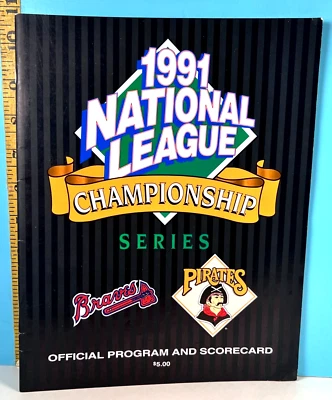 1991
NATIONAL
LEAGUE
CHAMPIONSHIP
SERIES
Braves
PIRATES
OFFICIAL PROGRAM AND SCORECARD
$5.00